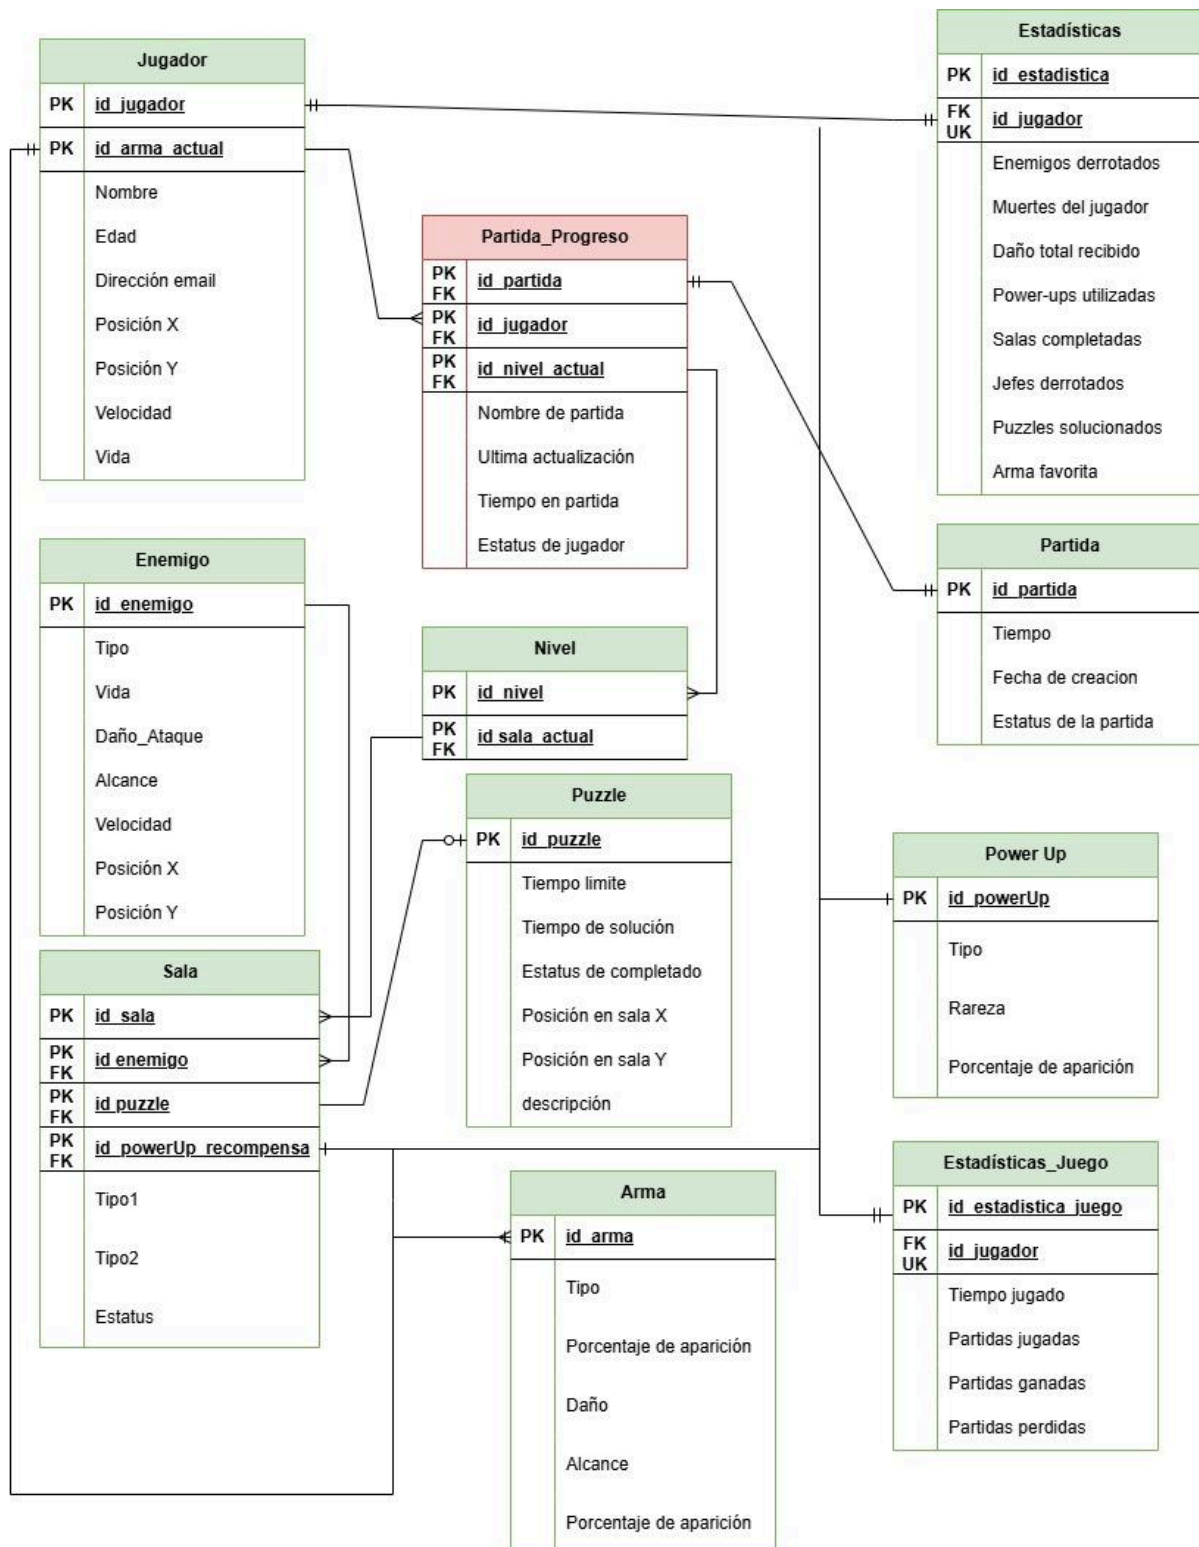 Jugador
PK id_jugador
PK id_arma_actual
Nombre
Edad
Dirección email
Posición X
Posición Y
Velocidad
Vida
Estadísticas
PK id_estadistica
FK
UK id_jugador
Enemigos derrotados
Muertes del jugador
Daño total recibido
Power-ups utilizadas
Salas completadas
Jefes derrotados
Puzzles solucionados
Arma favorita
Partida_Progreso
PK
FK id_partida
PK
FK id_jugador
PK
FK id_nivel_actual
Nombre de partida
Ultima actualización
Tiempo en partida
Estatus de jugador
Partida
PK id_partida
Tiempo
Fecha de creacion
Estatus de la partida
Enemigo
PK id_enemigo
Tipo
Vida
Daño_Ataque
Alcance
Velocidad
Posición X
Posición Y
Nivel
PK id_nivel
PK
FK id sala_actual
Puzzle
PK id_puzzle
Tiempo limite
Tiempo de solución
Estatus de completado
Posición en sala X
Posición en sala Y
descripción
Power Up
PK id_powerUp
Tipo
Rareza
Porcentaje de aparición
Sala
PK id_sala
PK
FK id enemigo
PK
FK id puzzle
PK
FK id_powerUp_recompensa
Tipo1
Tipo2
Estatus
Arma
PK id_arma
Tipo
Porcentaje de aparición
Daño
Alcance
Porcentaje de aparición
Estadísticas_Juego
PK id_estadistica_juego
FK
UK id_jugador
Tiempo jugado
Partidas jugadas
Partidas ganadas
Partidas perdidas